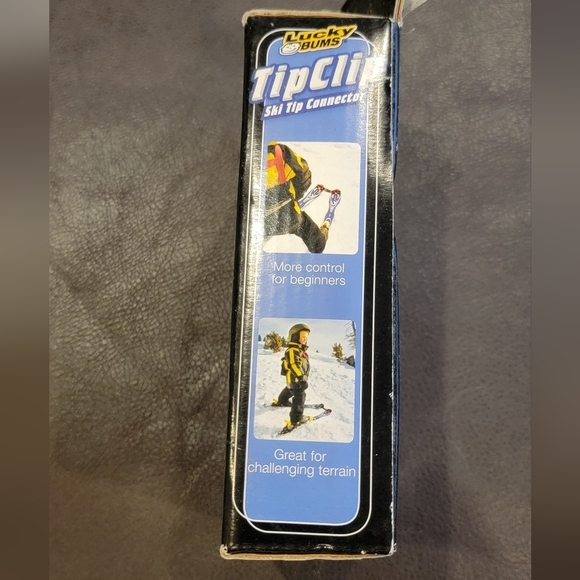 Lucky
BUMS
TipClip
Ski Tip Connector
More control
for beginners
Great for
challenging terrain